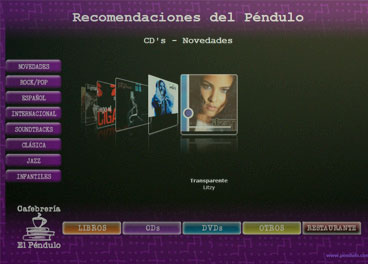 Recomendaciones del Péndulo
CD's - Novedades
NOVEDADES
ROCK/POP
ESPAÑOL
INTERNACIONAL
SOUNDTRACKS
CLÁSICA
JAZZ
INFANTILES
CIGA
Transparente
Litzy
Cafebrería
El Péndulo
LIBROS
CDs
DVDs
OTROS
RESTAURANTE